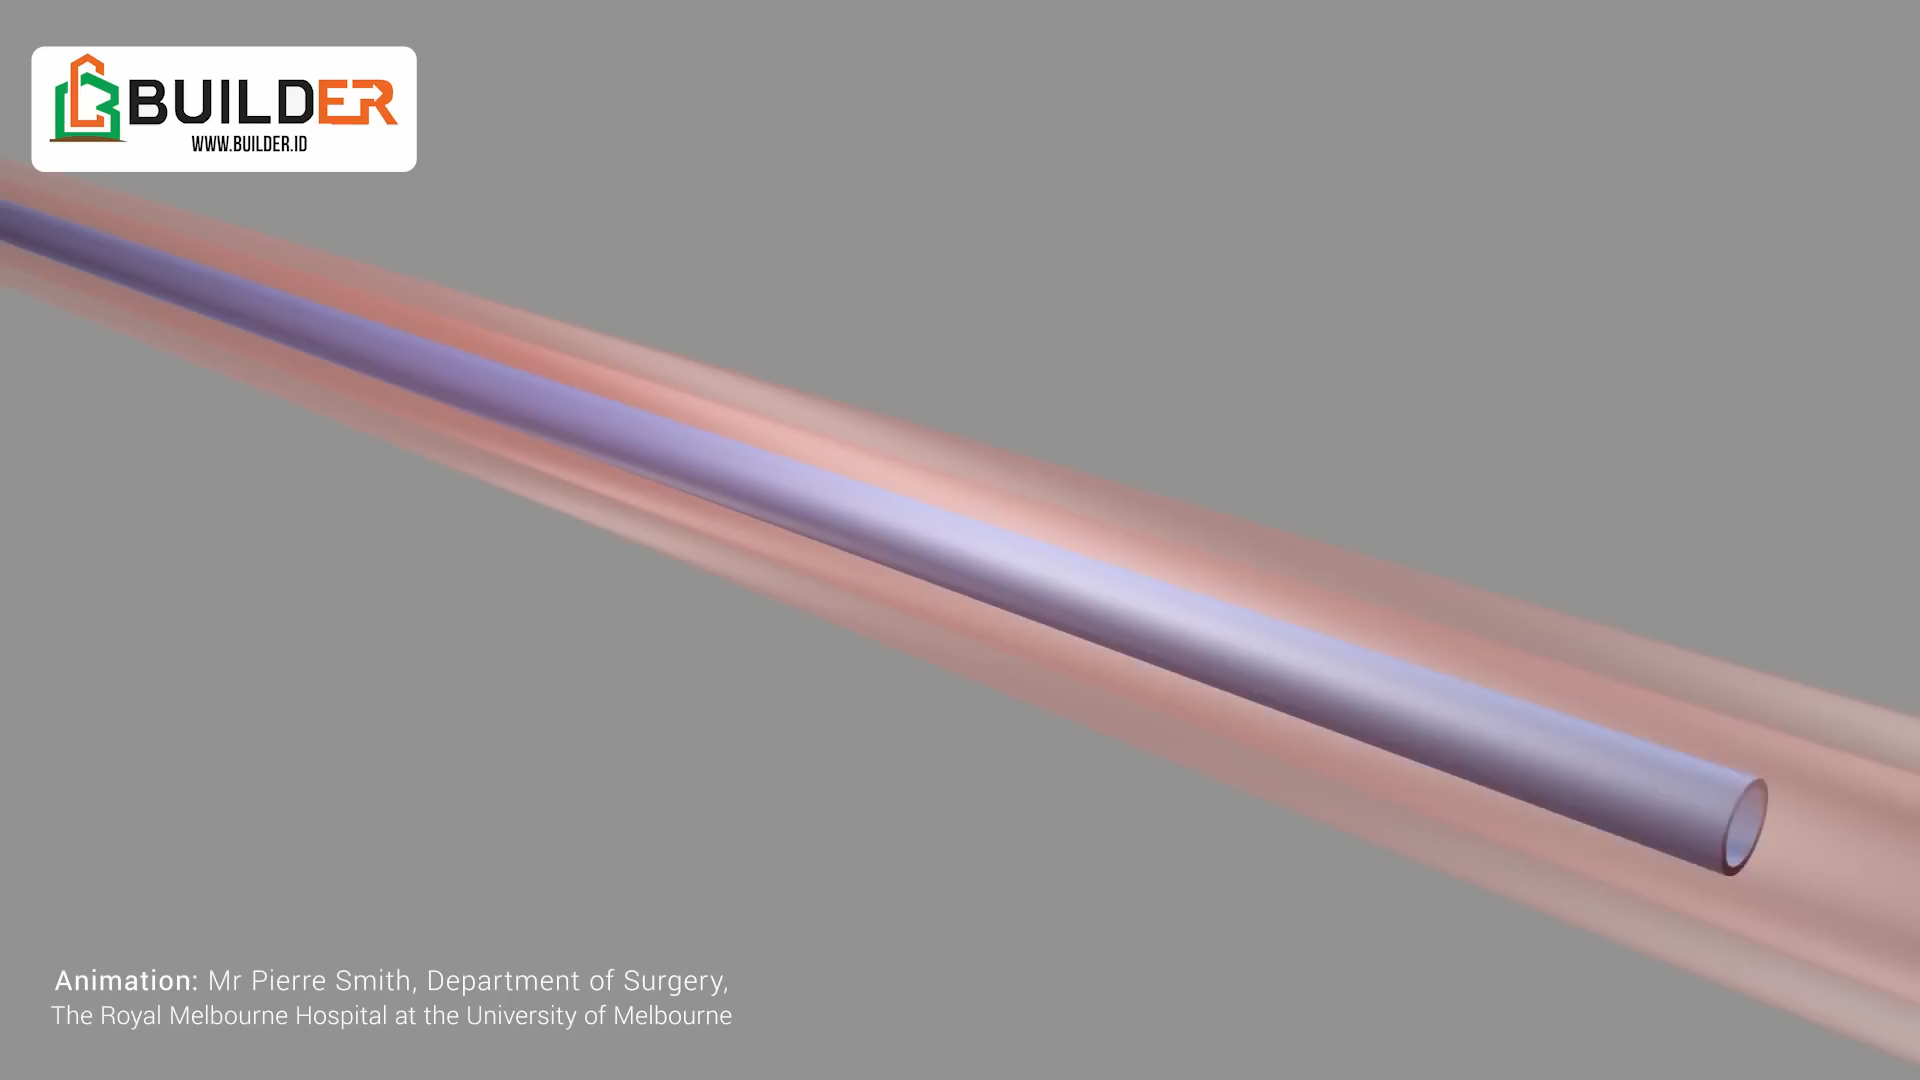 BUILDER
WWW.BUILDER.ID
Animation: Mr Pierre Smith, Department of Surgery,
The Royal Melbourne Hospital at the University of Melbourne